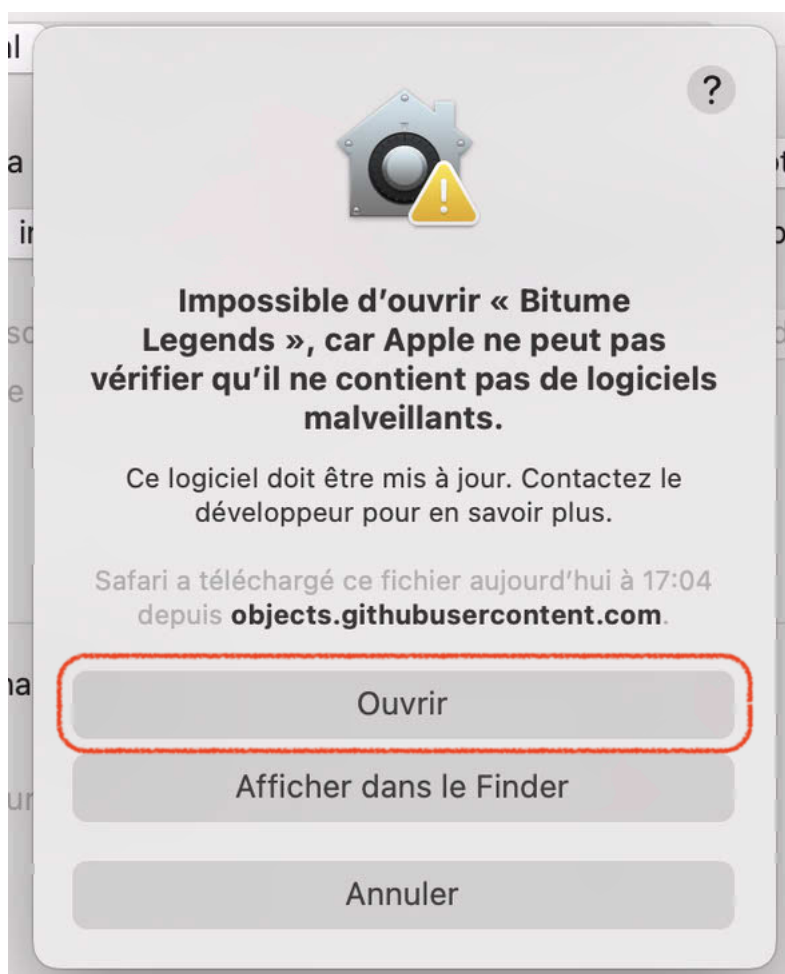 ?
Impossible d’ouvrir « Bitume
Legends », car Apple ne peut pas
vérifier qu’il ne contient pas de logiciels
malveillants.
Ce logiciel doit être mis à jour. Contactez le
développeur pour en savoir plus.
Safari a téléchargé ce fichier aujourd’hui à 17:04
depuis objects.githubusercontent.com.
Ouvrir
Afficher dans le Finder
Annuler